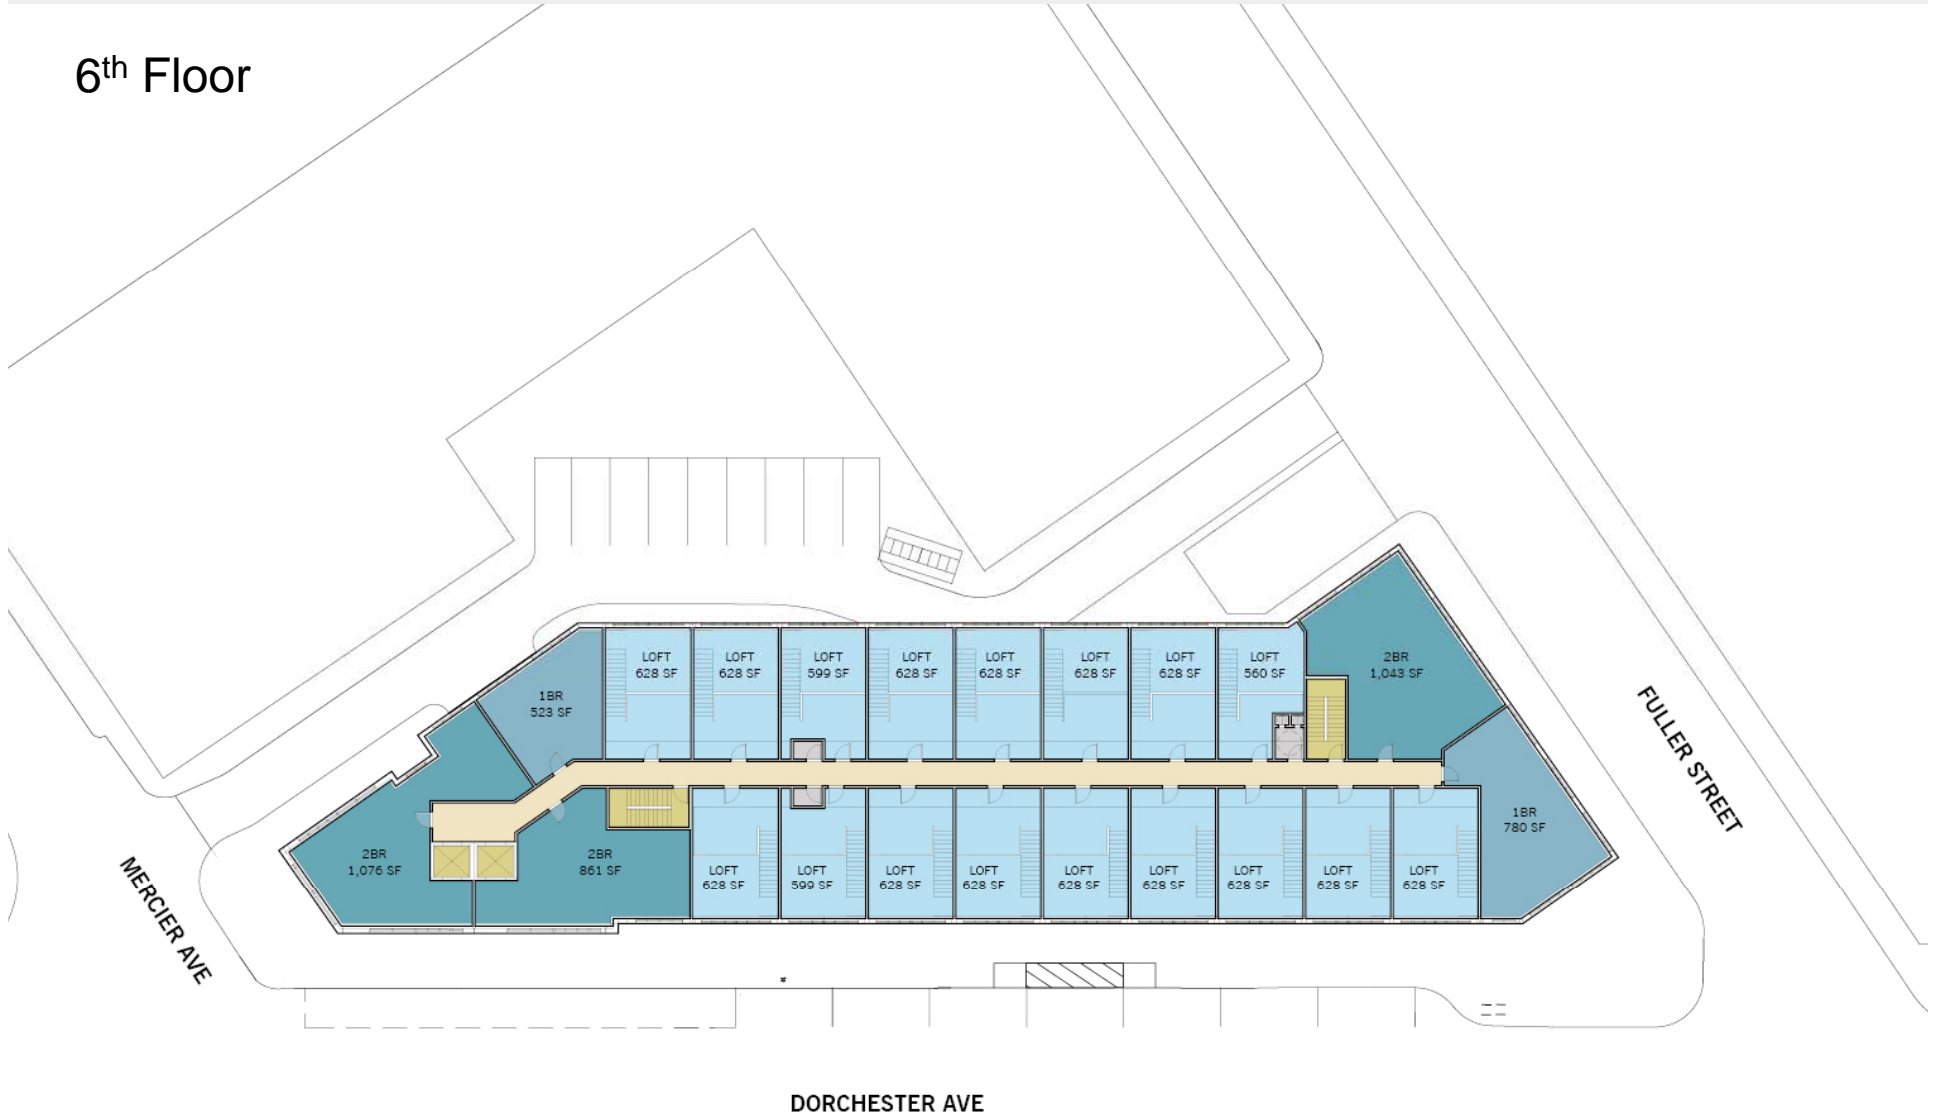 6th Floor
LOFT
628 SF
LOFT
628 SF
LOFT
599 SF
LOFT
628 SF
LOFT
628 SF
LOFT
628 SF
LOFT
628 SF
LOFT
560 SF
2BR
1,043 SF
1BR
523 SF
1BR
780 SF
2BR
1,076 SF
2BR
861 SF
LOFT
628 SF
LOFT
599 SF
LOFT
628 SF
LOFT
628 SF
LOFT
628 SF
LOFT
628 SF
LOFT
628 SF
LOFT
628 SF
LOFT
628 SF
FULLER STREET
MERCIER AVE
DORCHESTER AVE